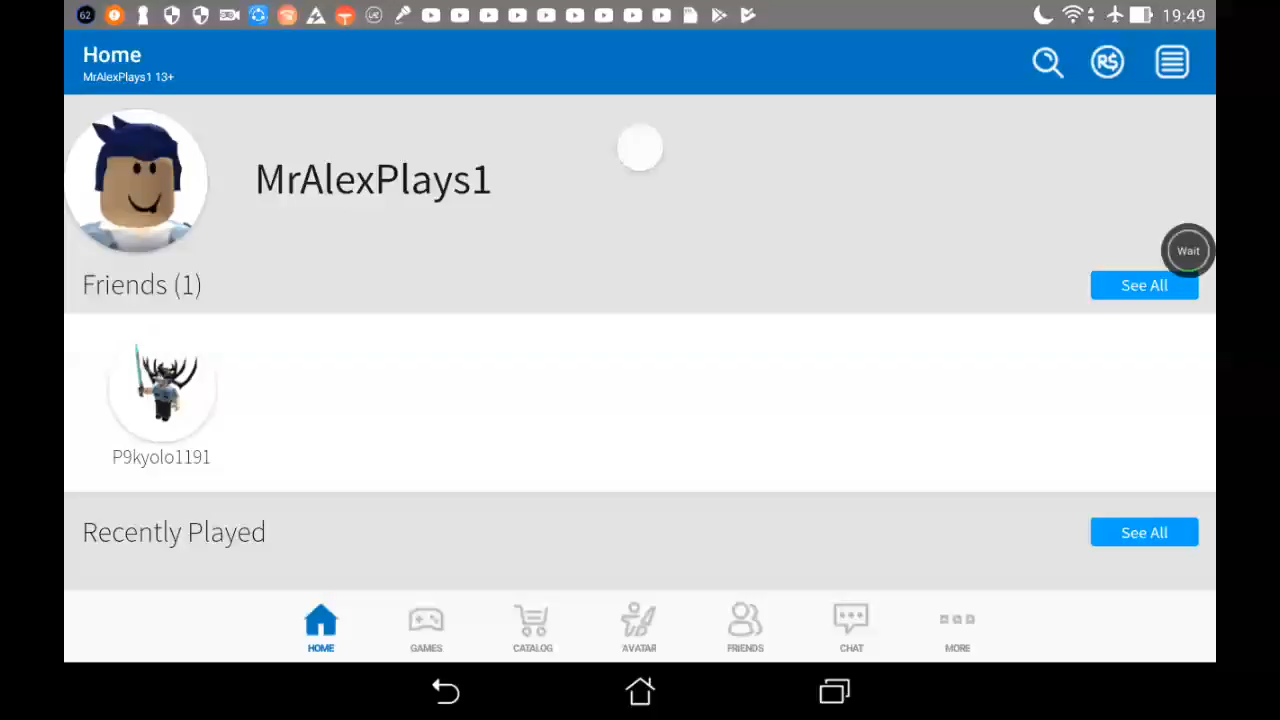 62
19:49
Home
MrAlexPlays1 13+
R$
MrAlexPlays1
Wait
Friends (1)
See All
P9kyolo1191
Recently Played
See All
HOME
GAMES
CATALOG
AVATAR
FRIENDS
CHAT
MORE